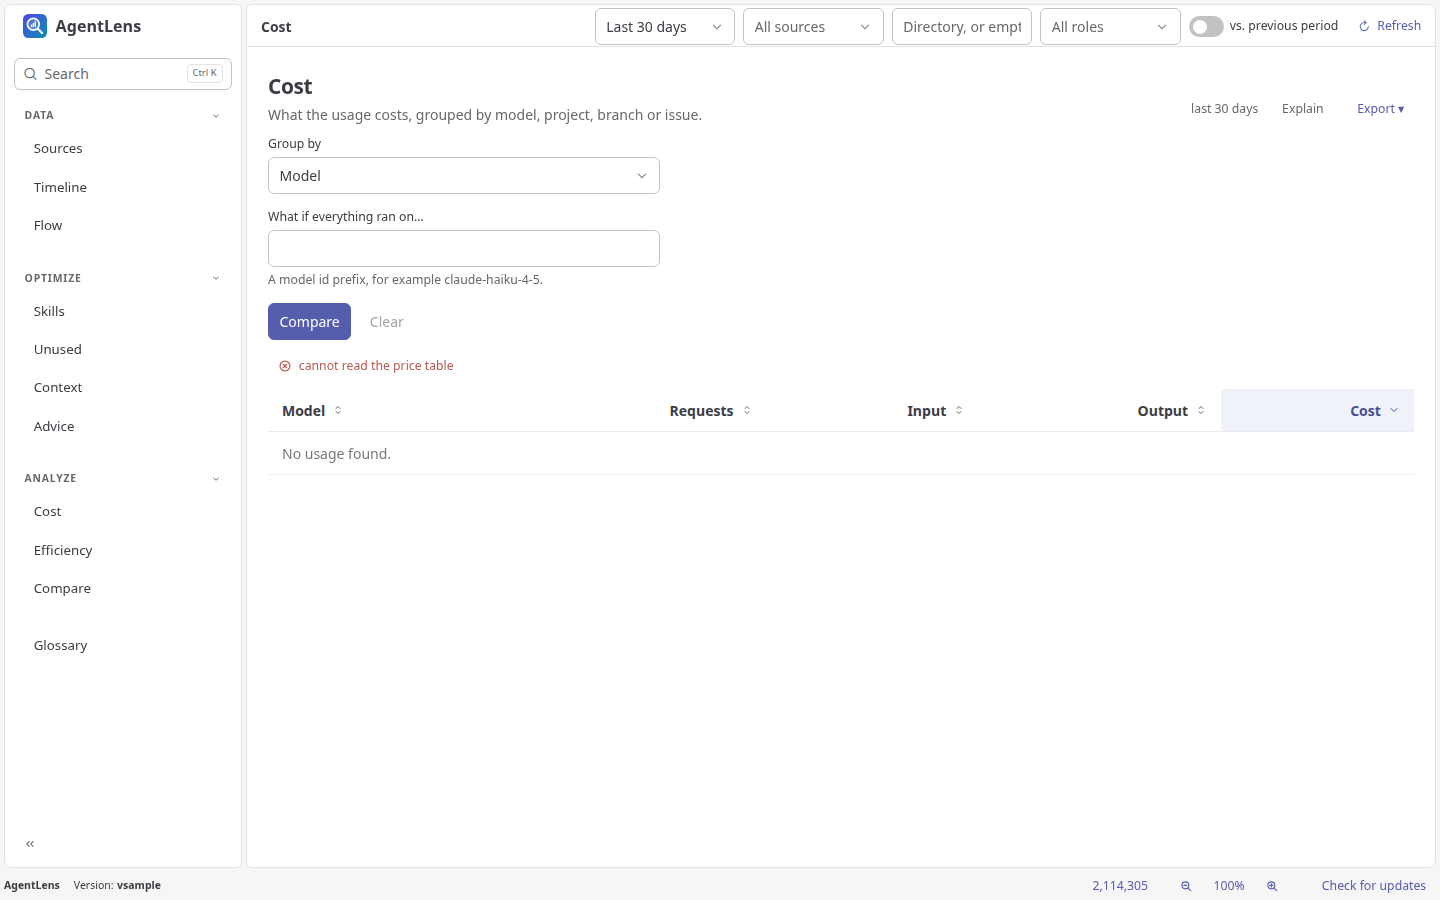 AgentLens
Search
Ctrl K
DATA
Sources
Timeline
Flow
OPTIMIZE
Skills
Unused
Context
Advice
ANALYZE
Cost
Efficiency
Compare
Glossary
Cost
Last 30 days
All sources
Directory, or empt
All roles
vs. previous period
Refresh
Cost
What the usage costs, grouped by model, project, branch or issue.
last 30 days
Explain
Export ▾
Group by
Model
What if everything ran on...
A model id prefix, for example claude-haiku-4-5.
Compare
Clear
cannot read the price table
Model Requests Input Output Cost
No usage found.
AgentLens Version: vsample
2,114,305
100%
Check for updates